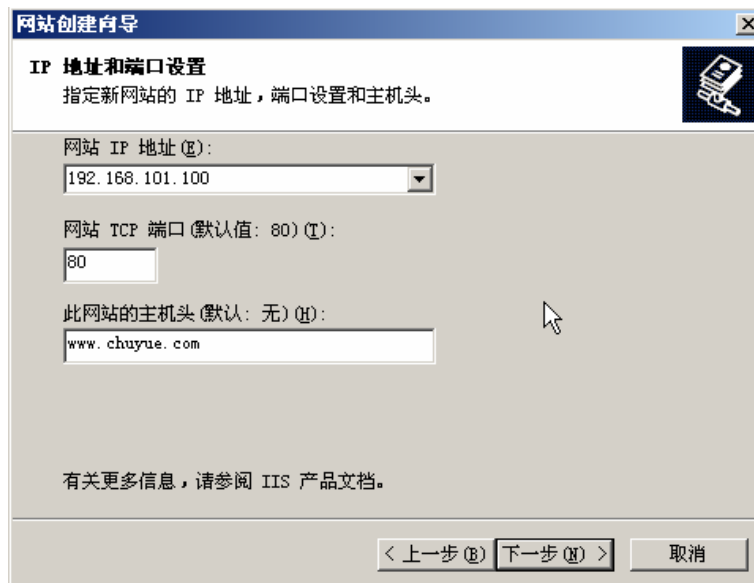 网站创建向导
IP 地址和端口设置
指定新网站的 IP 地址，端口设置和主机头。
网站 IP 地址(E):
192.168.101.100
网站 TCP 端口(默认值: 80)(T):
80
此网站的主机头(默认: 无)(H):
www.chuyue.com
有关更多信息，请参阅 IIS 产品文档。
< 上一步(B) 下一步(N) > 取消